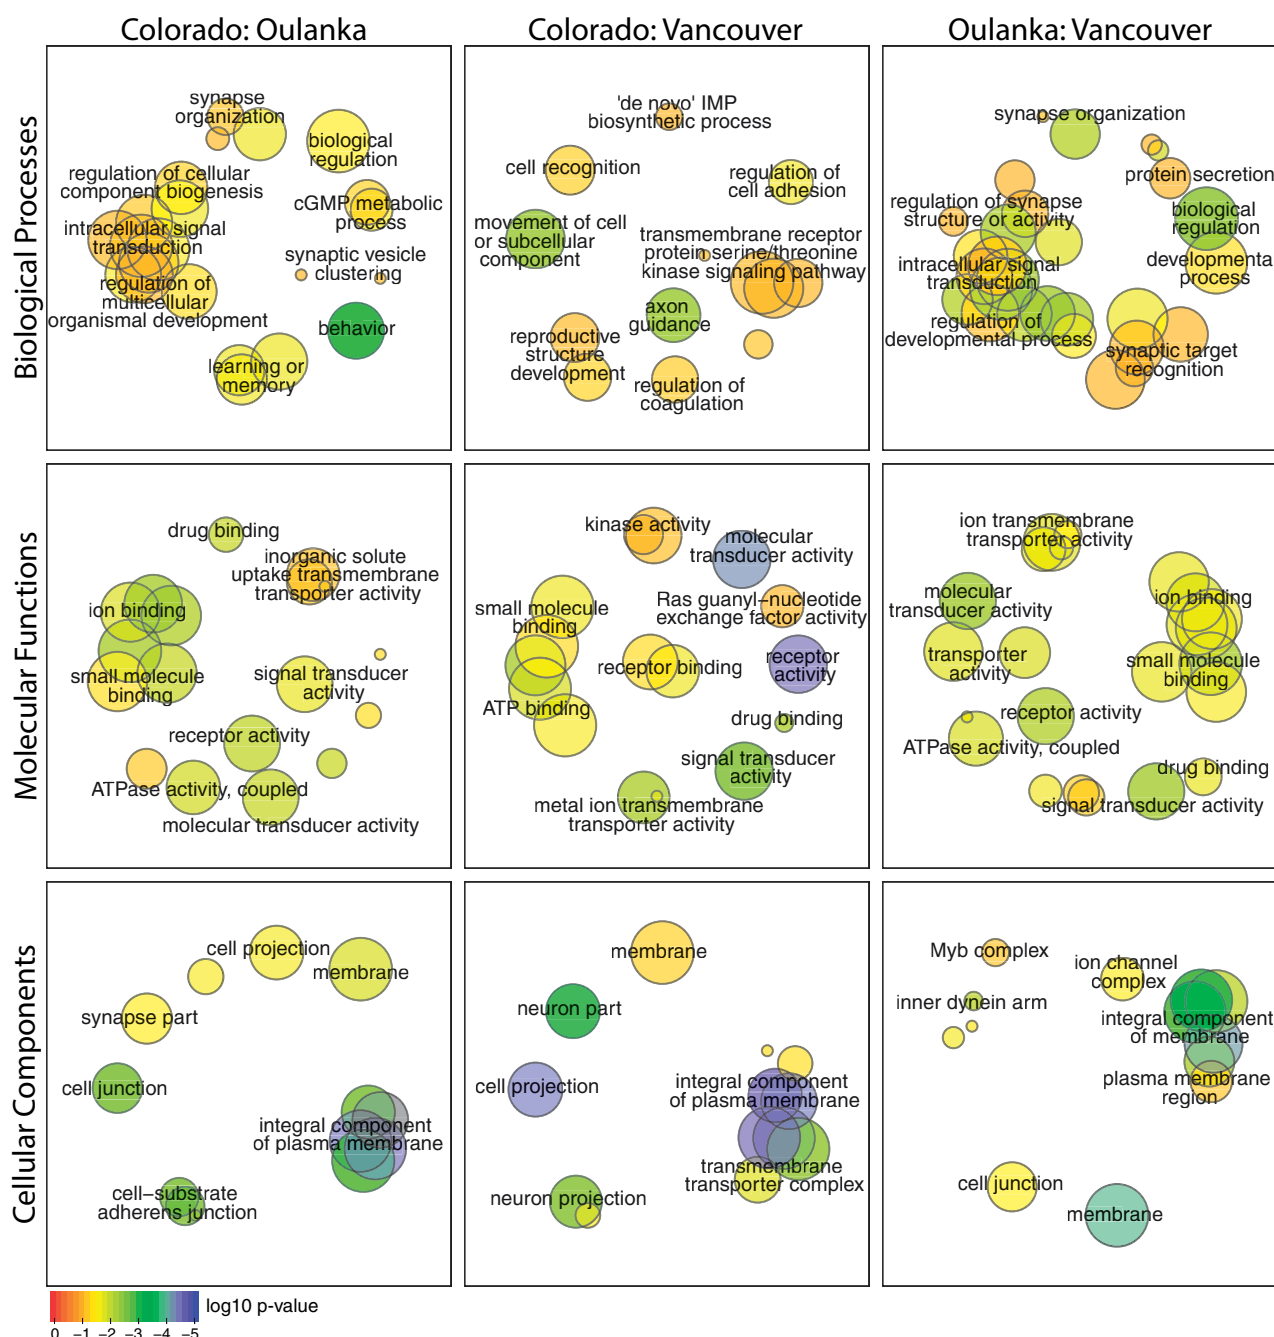 Colorado: Oulanka
Colorado: Vancouver
Oulanka: Vancouver
Biological Processes
synapse
organization
biological
regulation
regulation of cellular
component biogenesis
cGMP metabolic
process
intracellular signal
transduction
synaptic vesicle
clustering
regulation of
multicellular
organismal development
behavior
learning or
memory
'de novo' IMP
biosynthetic process
cell recognition
regulation of
cell adhesion
movement of cell
or subcellular
component
transmembrane receptor
protein serine/threonine
kinase signaling pathway
axon
guidance
reproductive
structure
development
regulation of
coagulation
synapse organization
protein secretion
regulation of synapse
structure or activity
biological
regulation
intracellular signal
transduction
developmenta
process
regulation of
developmental process
synaptic target
recognition
Molecular Functions
drug binding
inorganic solute
uptake transmembrane
transporter activity
ion binding
small molecule
binding
signal transducer
activity
receptor activity
ATPase activity, coupled
molecular transducer activity
kinase activity
molecular
transducer activity
small molecule
binding
Ras guanyl−nucleotide
exchange factor activity
receptor binding
receptor
activity
ATP binding
drug binding
signal transducer
activity
metal ion transmembrane
transporter activity
ion transmembrane
transporter activity
molecular
transducer activity
ion binding
transporter
activity
small molecule
binding
receptor activity
ATPase activity, coupled
drug binding
signal transducer activity
Cellular Components
cell projection
membrane
synapse part
cell junction
integral component
of plasma membrane
cell−substrate
adherens junction
membrane
neuron part
cell projection
integral component
of plasma membrane
transmembrane
transporter complex
neuron projection
Myb complex
ion channel
complex
inner dynein arm
integral component
of membrane
plasma membrane
region
cell junction
membrane
log10 p-value
0 −1 −2 −3 −4 −5